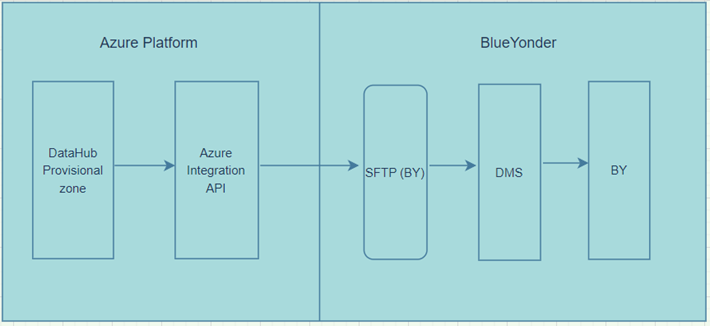 Azure Platform
BlueYonder
DataHub
Provisional
zone
Azure
Integration
API
SFTP (BY)
DMS
BY